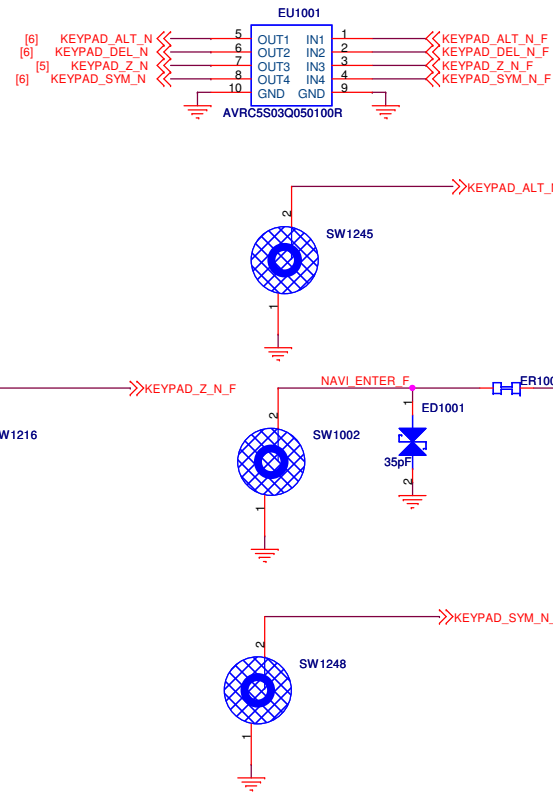 EU1001
[6] KEYPAD_ALT_N 5 OUT1 IN1 1 KEYPAD_ALT_N_F
[6] KEYPAD_DEL_N 6 OUT2 IN2 2 KEYPAD_DEL_N_F
[5] KEYPAD_Z_N 7 OUT3 IN3 3 KEYPAD_Z_N_F
[6] KEYPAD_SYM_N 8 OUT4 IN4 4 KEYPAD_SYM_N_F
10 GND GND 9
AVRC5S03Q050100R
KEYPAD_ALT_
2
SW1245
1
KEYPAD_Z_N_F
NAVI_ENTER_F
ER100
1
ED1001
2
W1216
SW1002
35pF
2
1
KEYPAD_SYM_N_
2
SW1248
1